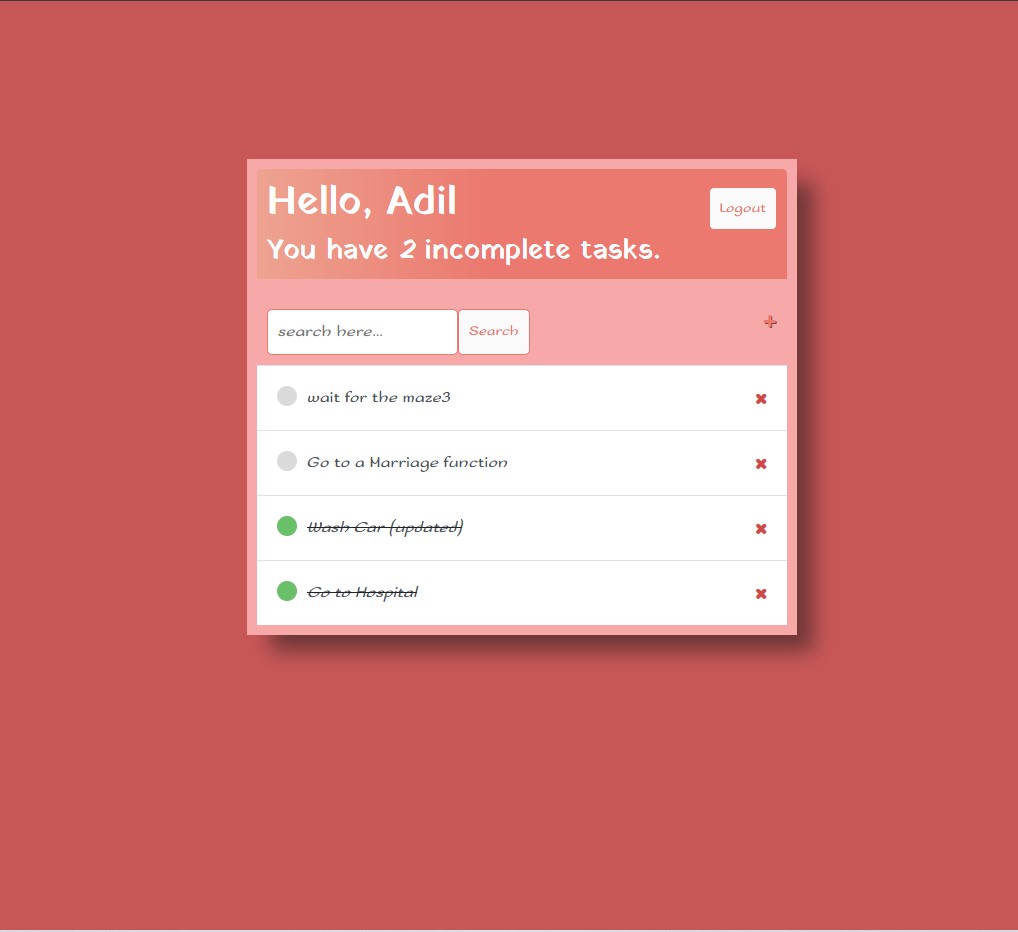 Hello, Adil
Logout
You have 2 incomplete tasks.
search here...
Search
+
wait for the maze3
Go to a Marriage function
Wash Car (updated)
Go to Hospital